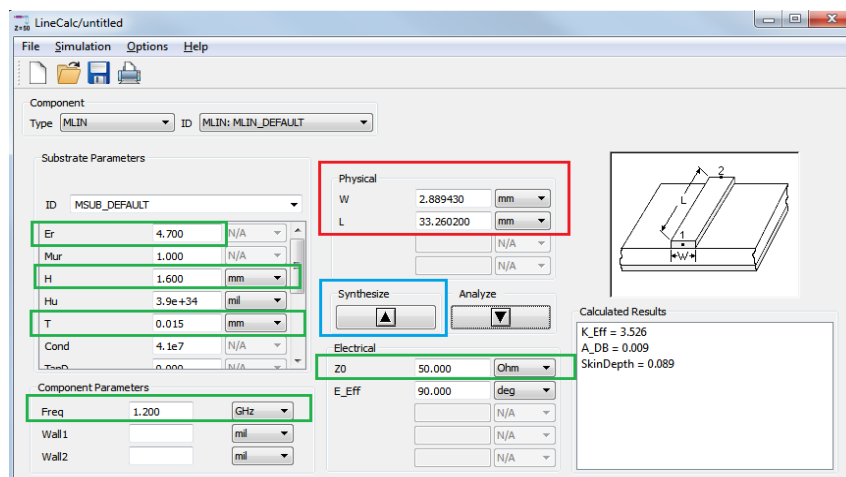 Z=50 LineCalc/untitled
File Simulation Options Help
Component
Type MLIN ID MLIN: MLIN_DEFAULT
Substrate Parameters
ID MSUB_DEFAULT
Er 4.700 N/A
Mur 1.000 N/A
H 1.600 mm
Hu 3.9e+34 mil
T 0.015 mm
Cond 4.1e7 N/A
TanD 0.000 N/A
Component Parameters
Freq 1.200 GHz
Wall1 mil
Wall2 mil
Physical
W 2.889430 mm
L 33.260200 mm
N/A
N/A
Synthesize Analyze
Electrical
Z0 50.000 Ohm
E_Eff 90.000 deg
N/A
N/A
N/A
2
L
1
W
Calculated Results
K_Eff = 3.526
A_DB = 0.009
SkinDepth = 0.089